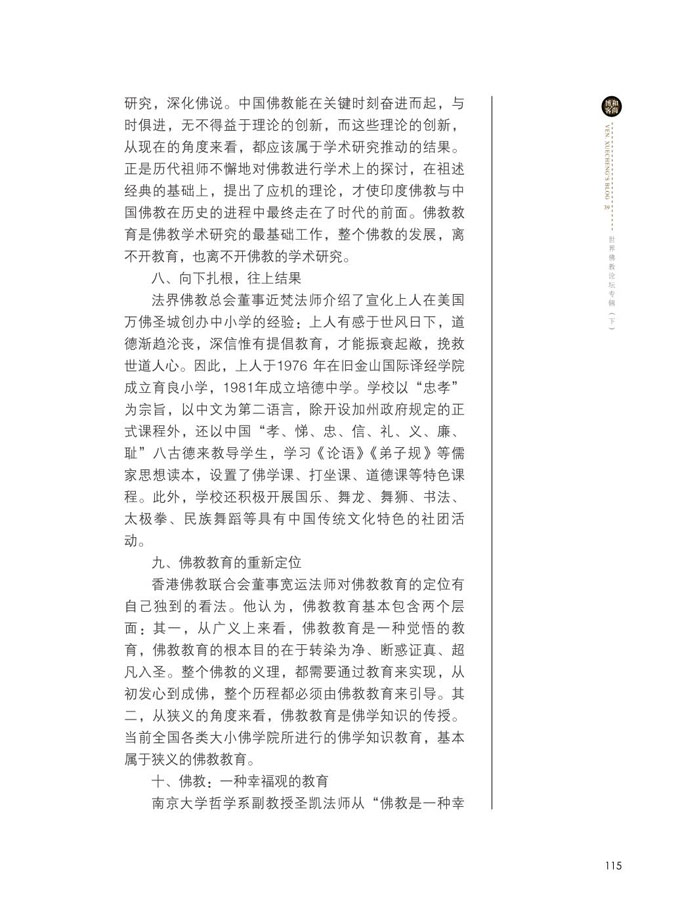 研究，深化佛说。中国佛教能在关键时刻奋进而起，与
时俱进，无不得益于理论的创新，而这些理论的创新，
从现在的角度来看，都应该属于学术研究推动的结果。
正是历代祖师不懈地对佛教进行学术上的探讨，在祖述
经典的基础上，提出了应机的理论，才使印度佛教与中
国佛教在历史的进程中最终走在了时代的前面。佛教教
育是佛教学术研究的最基础工作，整个佛教的发展，离
不开教育，也离不开佛教的学术研究。
八、向下扎根，往上结果
法界佛教总会董事近梵法师介绍了宣化上人在美国
万佛圣城创办中小学的经验；上人有感于世风日下，道
德渐趋沦丧，深信惟有提倡教育，才能振衰起敝，挽救
世道人心。因此，上人于1976 年在旧金山国际译经学院
成立育良小学，1981年成立培德中学。学校以“忠孝”
为宗旨，以中文为第二语言，除开设加州政府规定的正
式课程外，还以中国“孝、悌、忠、信、礼、义、廉、
耻”八古德来教导学生，学习《论语》《弟子规》等儒
家思想读本，设置了佛学课、打坐课、道德课等特色课
程。此外，学校还积极开展国乐、舞龙、舞狮、书法、
太极拳、民族舞蹈等具有中国传统文化特色的社团活
动。
九、佛教教育的重新定位
香港佛教联合会董事宽运法师对佛教教育的定位有
自己独到的看法。他认为，佛教教育基本包含两个层
面：其一，从广义上来看，佛教教育是一种觉悟的教
育，佛教教育的根本目的在于转染为净、断惑证真、超
凡入圣。整个佛教的义理，都需要通过教育来实现，从
初发心到成佛，整个历程都必须由佛教教育来引导。其
二，从狭义的角度来看，佛教教育是佛学知识的传授。
当前全国各类大小佛学院所进行的佛学知识教育，基本
属于狭义的佛教教育。
十、佛教：一种幸福观的教育
南京大学哲学系副教授圣凯法师从“佛教是一种幸
和尚博客
VEN XUECHENG'S BLOG
世界佛教论坛专辑（下）
115